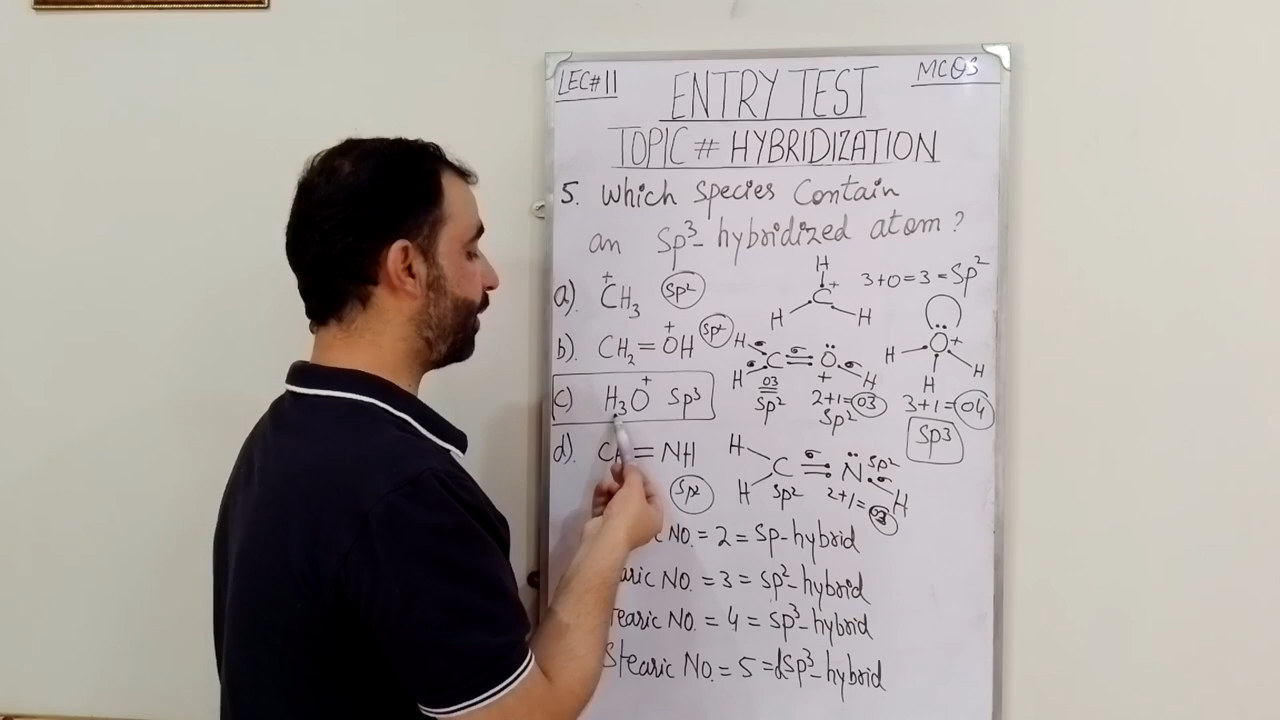 LEC#11
MCQs
ENTRY TEST
TOPIC # HYBRIDIZATION
5. Which Species Contain
an Sp³- hybridized atom?
a). C⁺H₃ Sp²
H
C⁺
H H
3+0=3=Sp²
b). CH₂=O⁺H Sp²
H σ C σ Ö σ H
H σ +
03
Sp²
2+1=03
Sp²
Ö⁺
H H
H
3+1=04
Sp3
c) H₃O⁺ Sp3
d). =NH
Sp²
H
C σ N̈ Sp²
H Sp² σ H
2+1=03
No. = 2 = Sp-hybrid
No. = 3 = Sp²-hybrid
No. = 4 = Sp³-hybrid
Stearic No. = 5 = dSp³-hybrid